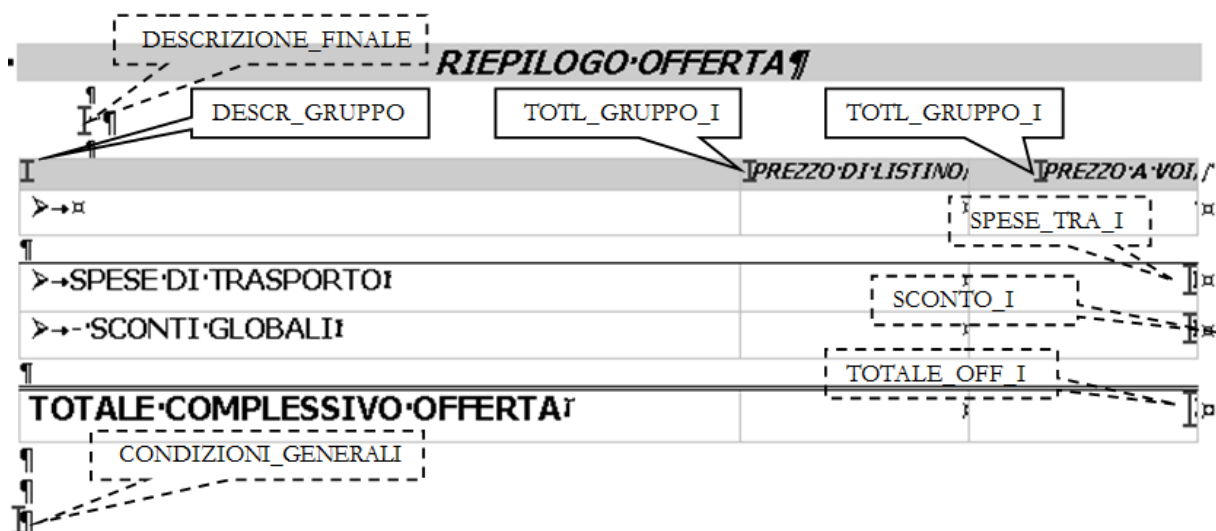 DESCRIZIONE_FINALE
RIEPILOGO·OFFERTA¶
¶
¶
DESCR_GRUPPO TOTL_GRUPPO_I TOTL_GRUPPO_I
¶
PREZZO·DI·LISTINO PREZZO·A·VOI
➢→¤ ¤
SPESE_TRA_I
¶
➢→SPESE·DI·TRASPORTO ¤
SCONTO_I
➢→-·SCONTI·GLOBALI ¤
¶
TOTALE_OFF_I
TOTALE·COMPLESSIVO·OFFERTA ¤
¶
CONDIZIONI_GENERALI
¶
¶